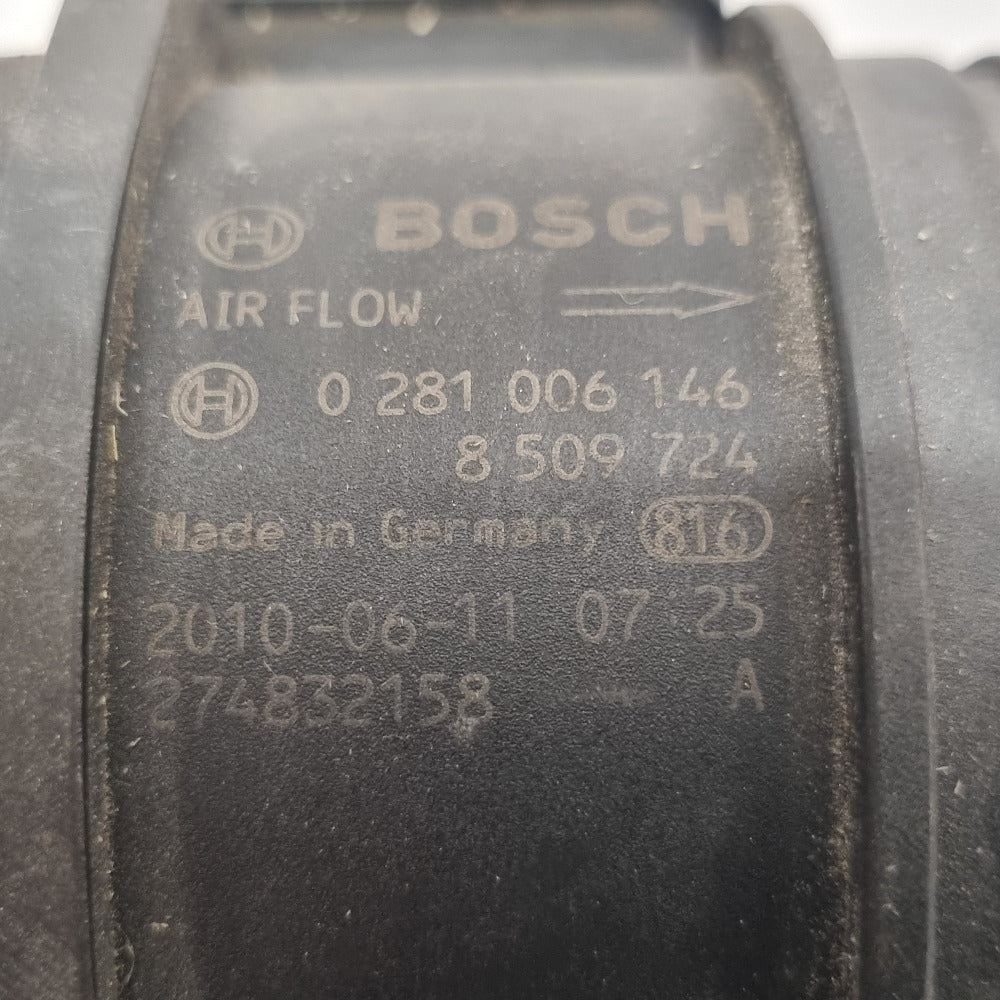 BOSCH
AIR FLOW
0 281 006 146
8 509 724
Made in Germany 816
2010-06-11 07:25
274832158 A